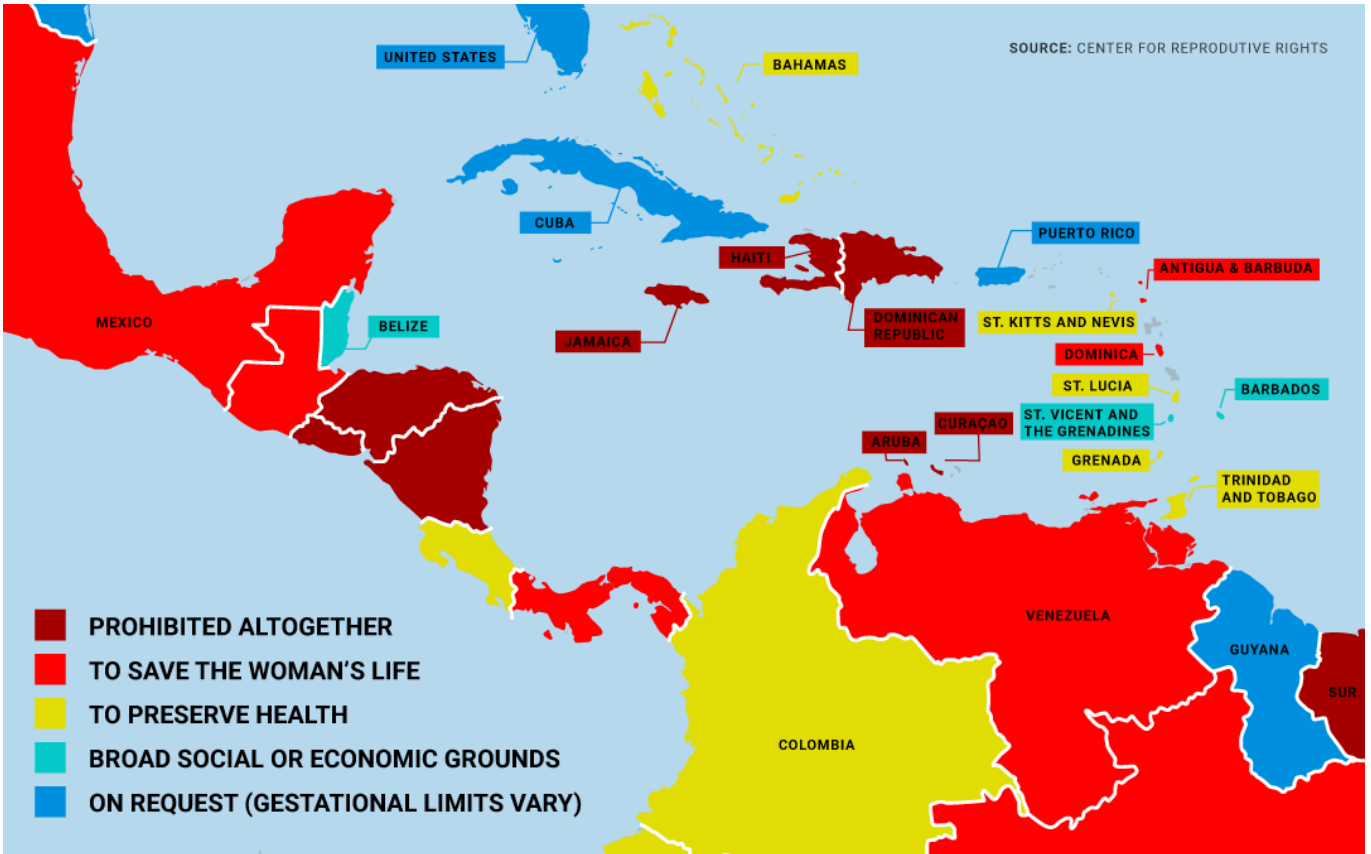 SOURCE: CENTER FOR REPRODUCTIVE RIGHTS
UNITED STATES
BAHAMAS
CUBA
PUERTO RICO
HAITI
ANTIGUA & BARBUDA
MEXICO
BELIZE
JAMAICA
DOMINICAN
REPUBLIC
ST. KITTS AND NEVIS
DOMINICA
ST. LUCIA
BARBADOS
ST. VICENT AND
THE GRENADINES
CURAÇAO
ARUBA
GRENADA
TRINIDAD
AND TOBAGO
VENEZUELA
GUYANA
SUR.
COLOMBIA
PROHIBITED ALTOGETHER
TO SAVE THE WOMAN'S LIFE
TO PRESERVE HEALTH
BROAD SOCIAL OR ECONOMIC GROUNDS
ON REQUEST (GESTATIONAL LIMITS VARY)